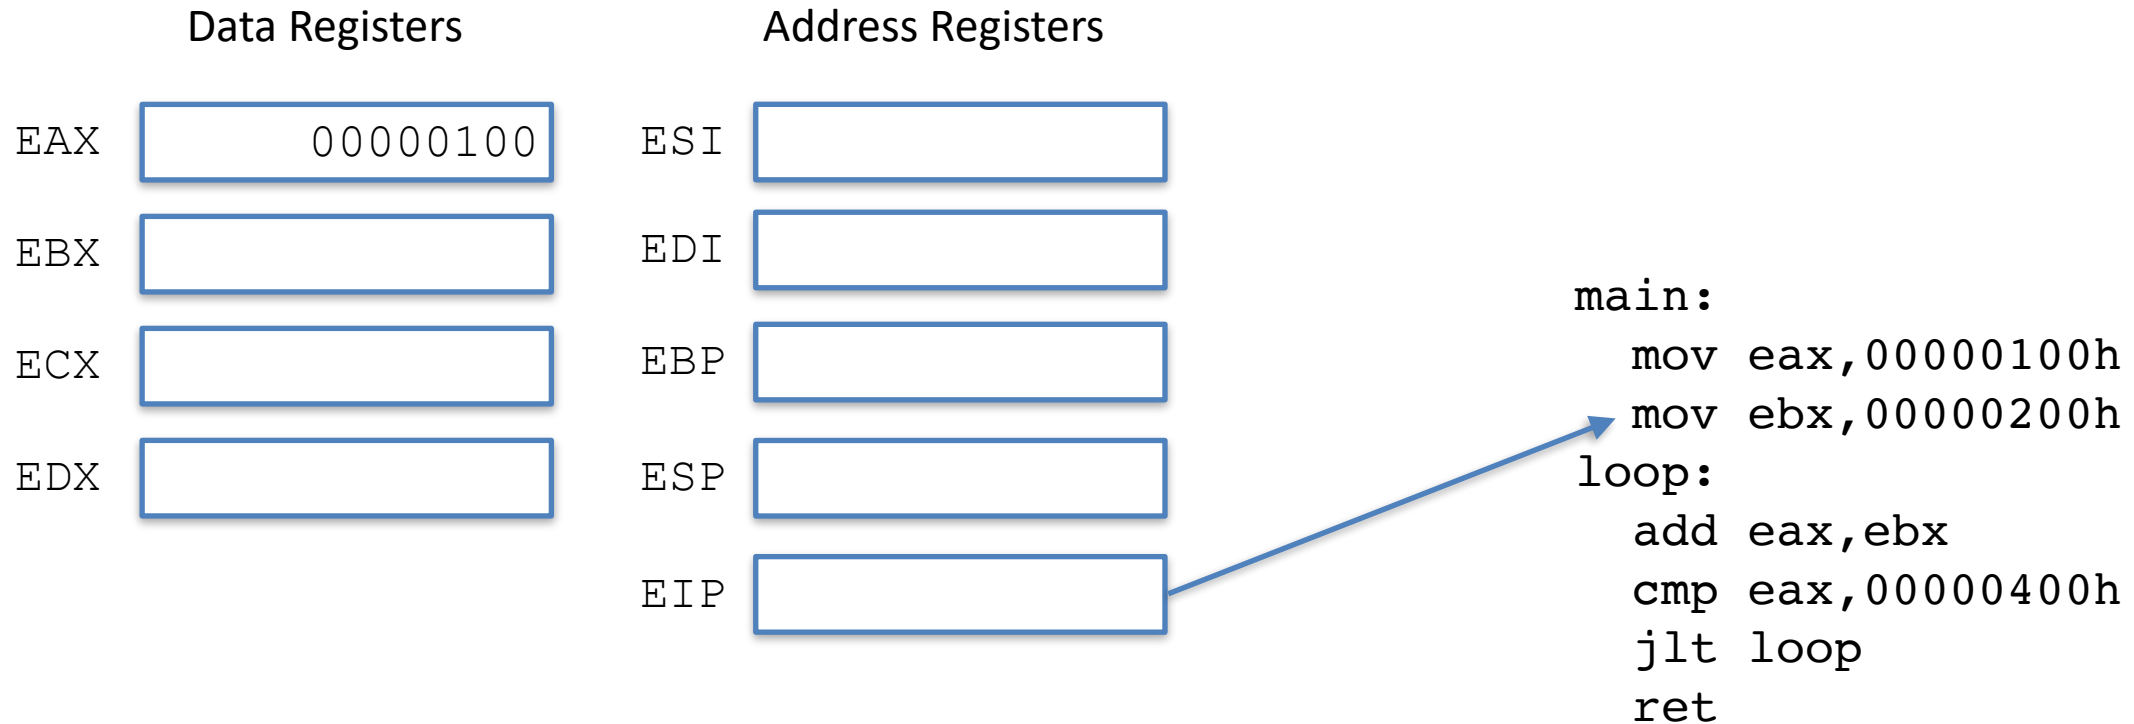 Data Registers
Address Registers
EAX 00000100
EBX
ECX
EDX
ESI
EDI
EBP
ESP
EIP
main:
mov eax,00000100h
mov ebx,00000200h
loop:
add eax,ebx
cmp eax,00000400h
jlt loop
ret